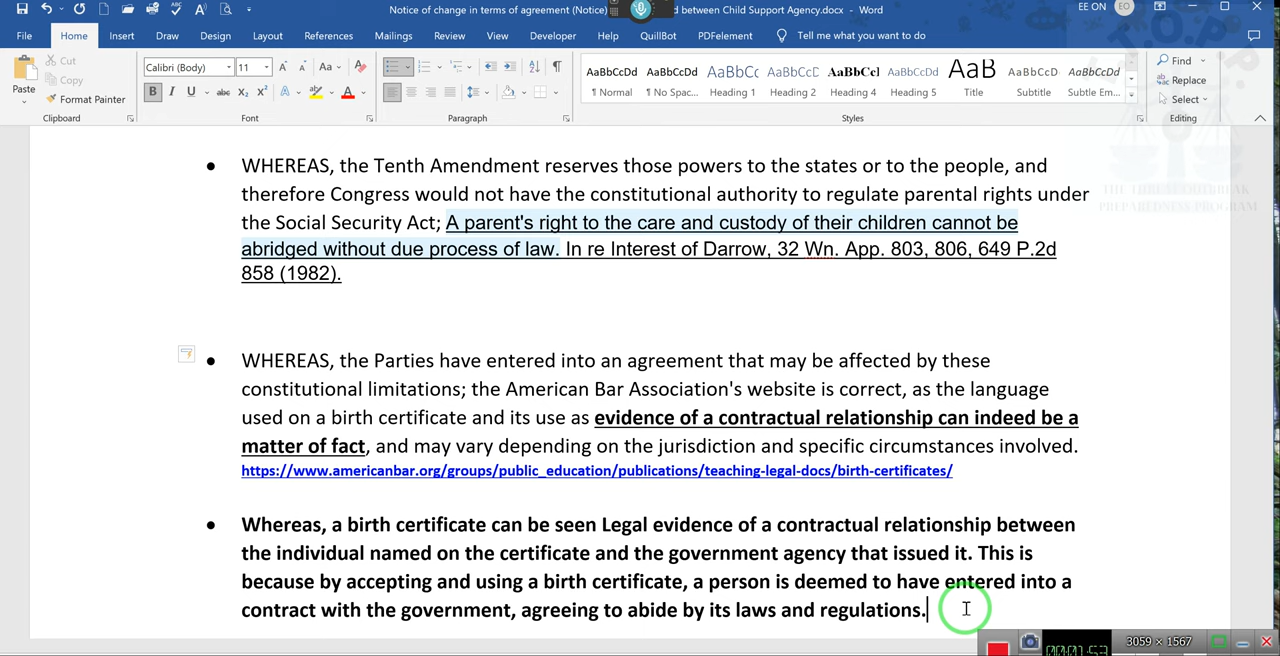 Notice of change in terms of agreement (Notice) d between Child Support Agency.docx - Word
EE ON EO
File Home Insert Draw Design Layout References Mailings Review View Developer Help QuillBot PDFelement Tell me what you want to do
Paste
Cut
Copy
Format Painter
Clipboard
Calibri (Body) 11
Font
Paragraph
AaBbCcDd AaBbCcDd AaBbCc AaBbCcD AaBbCcI AaBbCcDd AaB AaBbCcD AaBbCcDd
¶ Normal ¶ No Spac... Heading 1 Heading 2 Heading 4 Heading 5 Title Subtitle Subtle Em...
Styles
Find
Replace
Select
Editing
T.O.P.P.
THE TORCH OUTBREAK
PREPAREDNESS PROGRAM
• WHEREAS, the Tenth Amendment reserves those powers to the states or to the people, and
therefore Congress would not have the constitutional authority to regulate parental rights under
the Social Security Act; A parent's right to the care and custody of their children cannot be
abridged without due process of law. In re Interest of Darrow, 32 Wn. App. 803, 806, 649 P.2d
858 (1982).
• WHEREAS, the Parties have entered into an agreement that may be affected by these
constitutional limitations; the American Bar Association's website is correct, as the language
used on a birth certificate and its use as evidence of a contractual relationship can indeed be a
matter of fact, and may vary depending on the jurisdiction and specific circumstances involved.
https://www.americanbar.org/groups/public_education/publications/teaching-legal-docs/birth-certificates/
• Whereas, a birth certificate can be seen Legal evidence of a contractual relationship between
the individual named on the certificate and the government agency that issued it. This is
because by accepting and using a birth certificate, a person is deemed to have entered into a
contract with the government, agreeing to abide by its laws and regulations.
3059 × 1567